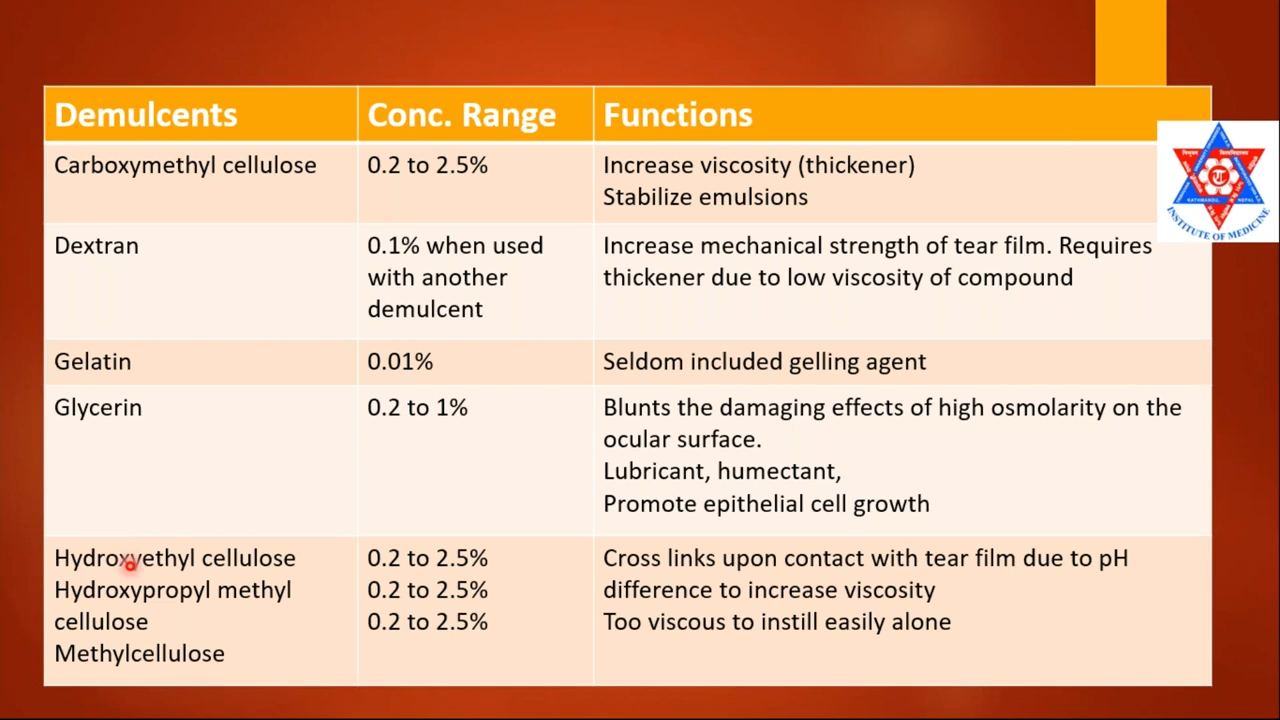 Demulcents
Conc. Range
Functions
Carboxymethyl cellulose
0.2 to 2.5%
Increase viscosity (thickener)
Stabilize emulsions
Dextran
0.1% when used
with another
demulcent
Increase mechanical strength of tear film. Requires
thickener due to low viscosity of compound
Gelatin
0.01%
Seldom included gelling agent
Glycerin
0.2 to 1%
Blunts the damaging effects of high osmolarity on the
ocular surface.
Lubricant, humectant,
Promote epithelial cell growth
Hydroxyethyl cellulose
Hydroxypropyl methyl
cellulose
Methylcellulose
0.2 to 2.5%
0.2 to 2.5%
0.2 to 2.5%
Cross links upon contact with tear film due to pH
difference to increase viscosity
Too viscous to instill easily alone
KATHMANDU, NEPAL
INSTITUTE OF MEDICINE